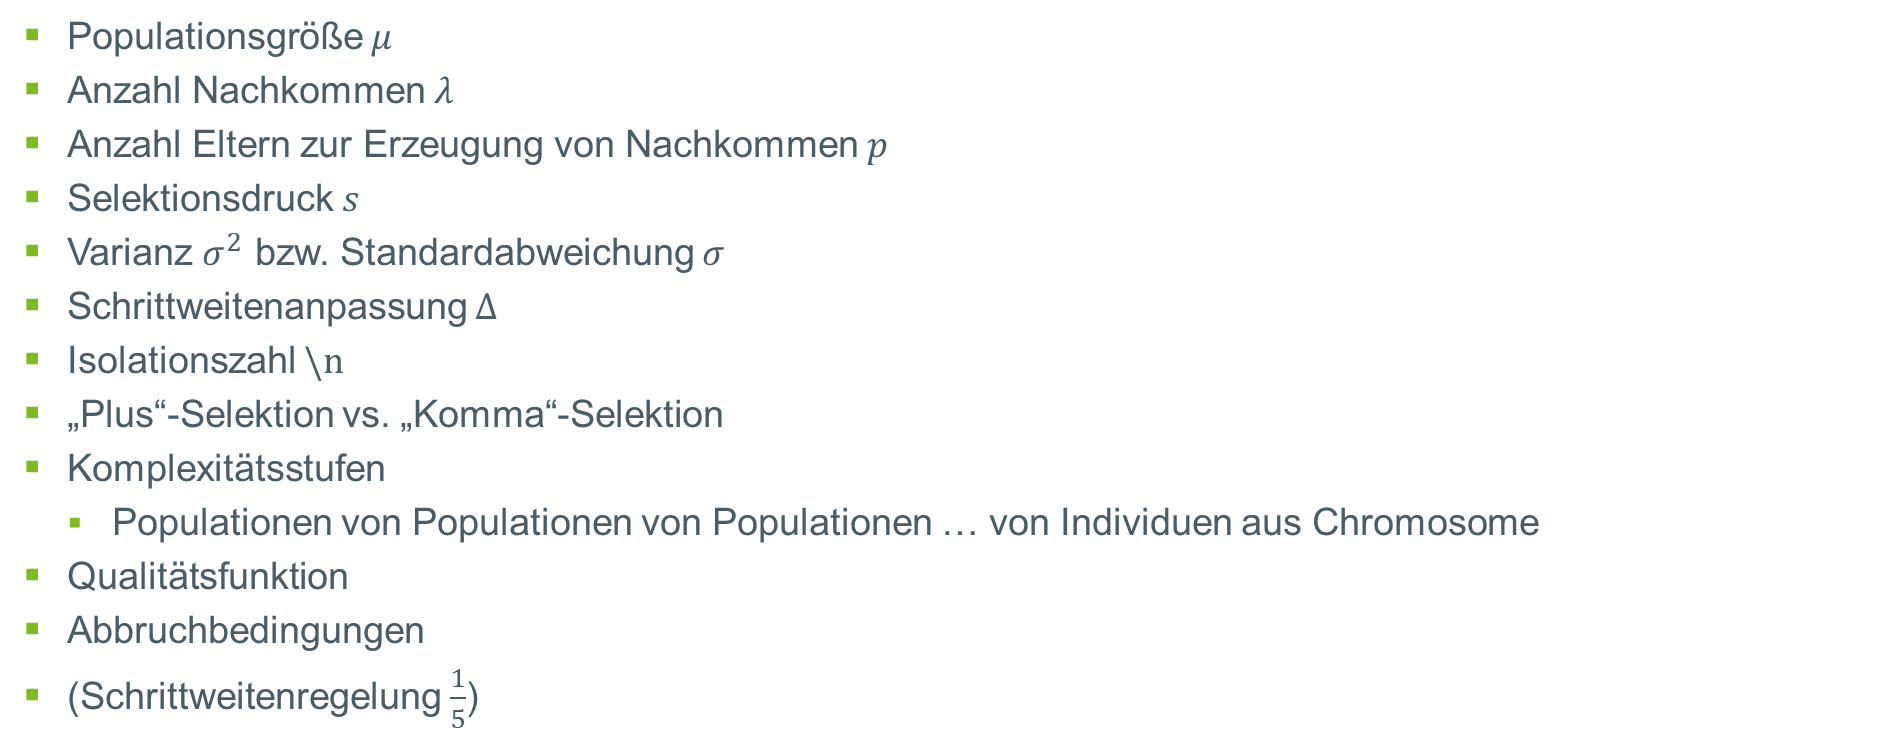 ▪ Populationsgröße 𝜇
▪ Anzahl Nachkommen 𝜆
▪ Anzahl Eltern zur Erzeugung von Nachkommen 𝑝
▪ Selektionsdruck 𝑠
▪ Varianz 𝜎² bzw. Standardabweichung 𝜎
▪ Schrittweitenanpassung Δ
▪ Isolationszahl \n
▪ „Plus“-Selektion vs. „Komma“-Selektion
▪ Komplexitätsstufen
▪ Populationen von Populationen von Populationen … von Individuen aus Chromosome
▪ Qualitätsfunktion
▪ Abbruchbedingungen
▪ (Schrittweitenregelung 1/5)